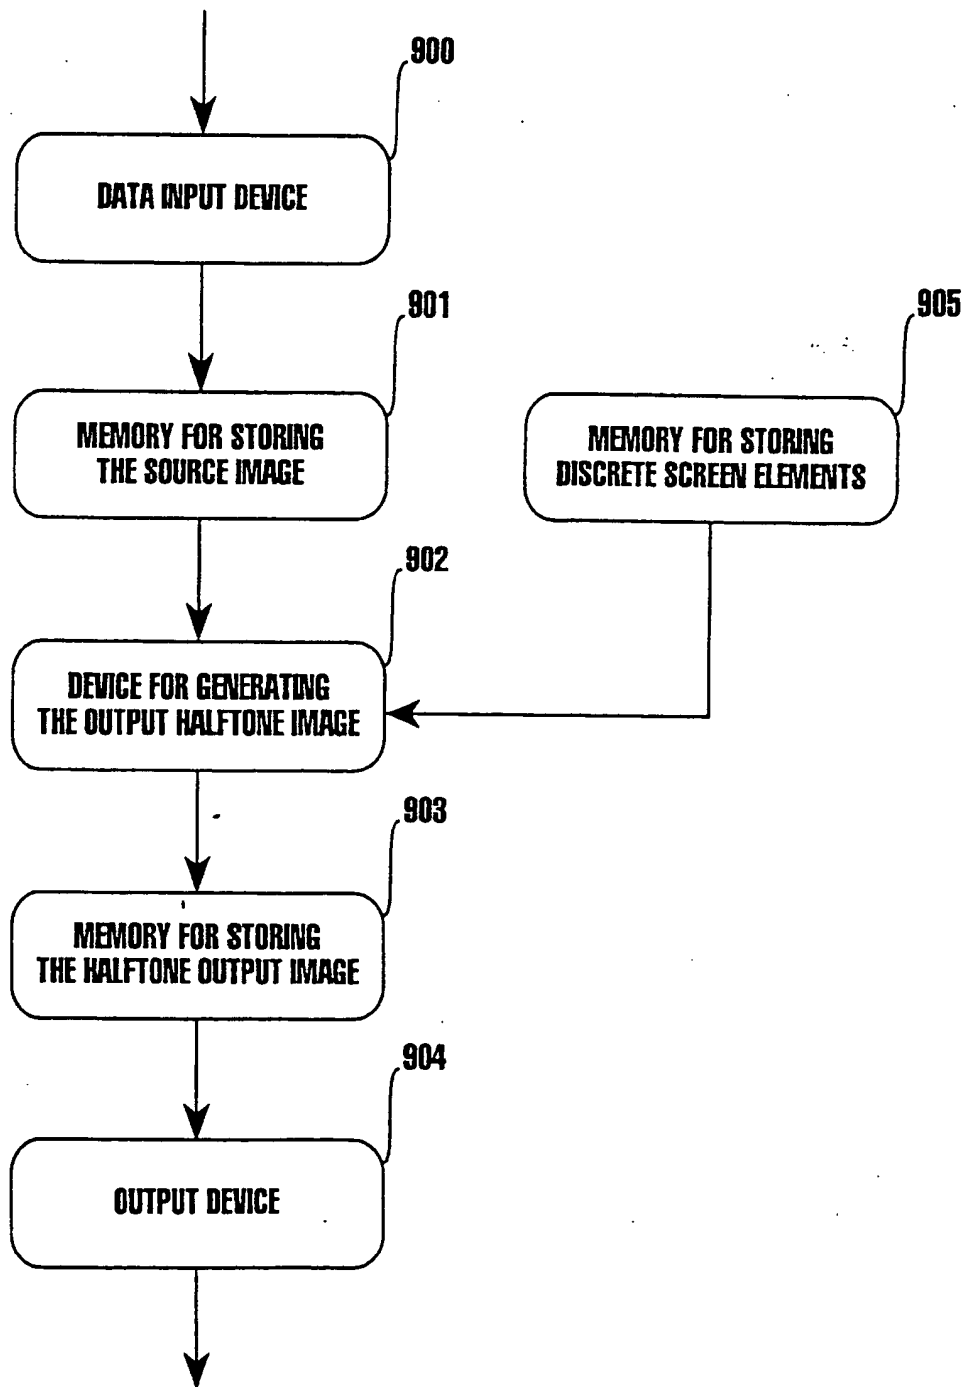 900
DATA INPUT DEVICE
901
905
MEMORY FOR STORING
THE SOURCE IMAGE
MEMORY FOR STORING
DISCRETE SCREEN ELEMENTS
902
DEVICE FOR GENERATING
THE OUTPUT HALFTONE IMAGE
903
MEMORY FOR STORING
THE HALFTONE OUTPUT IMAGE
904
OUTPUT DEVICE